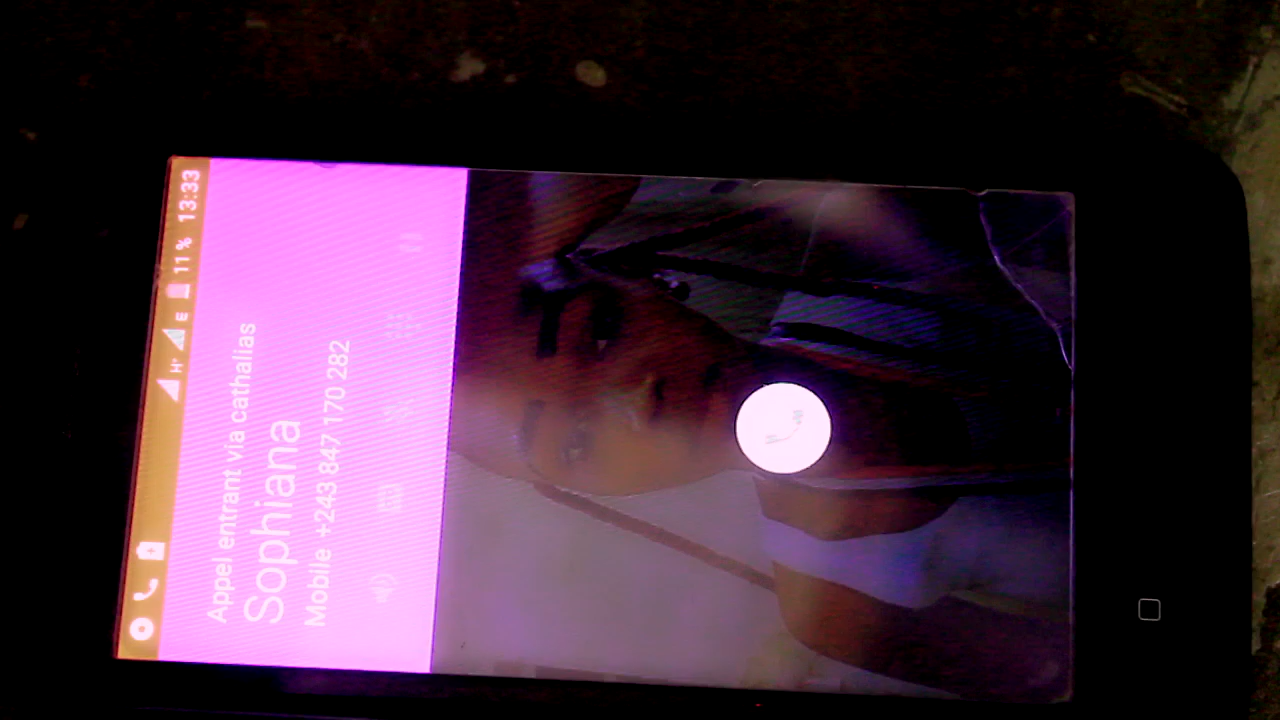 H+ E 11 % 13:33
Appel entrant via cathalias
Sophiana
Mobile +243 847 170 282